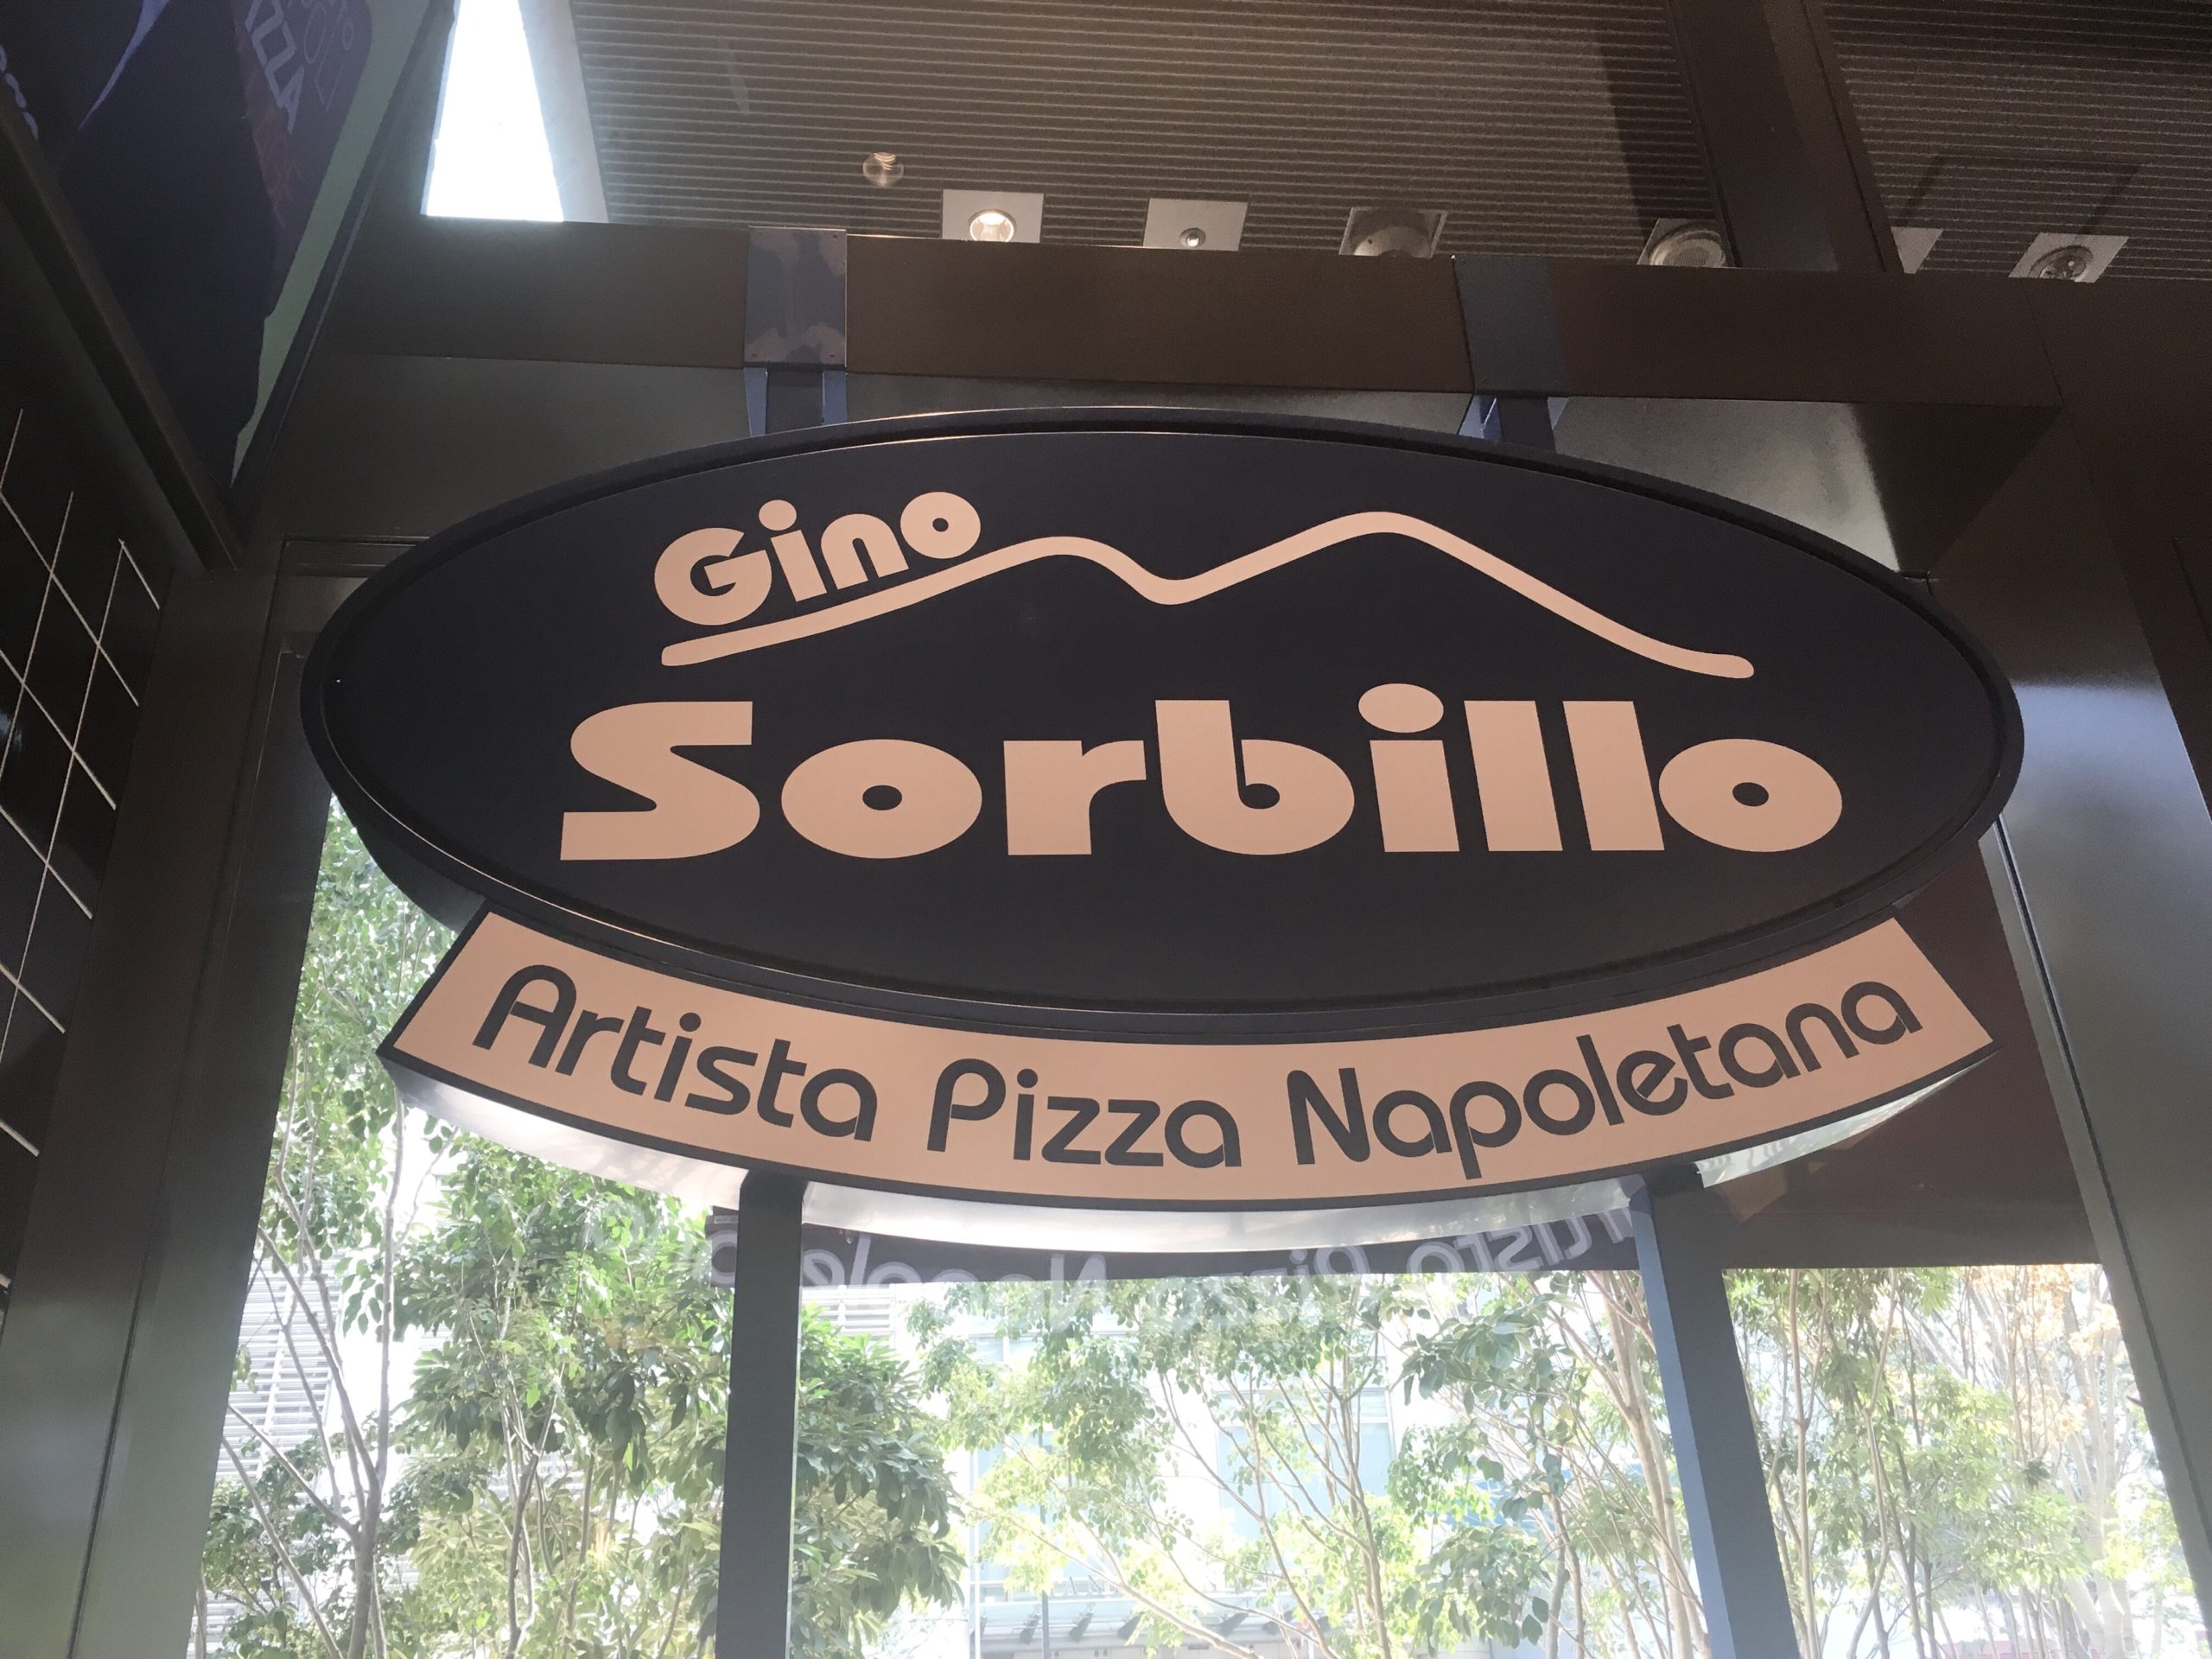 Gino
Sorbillo
Artista Pizza Napoletana